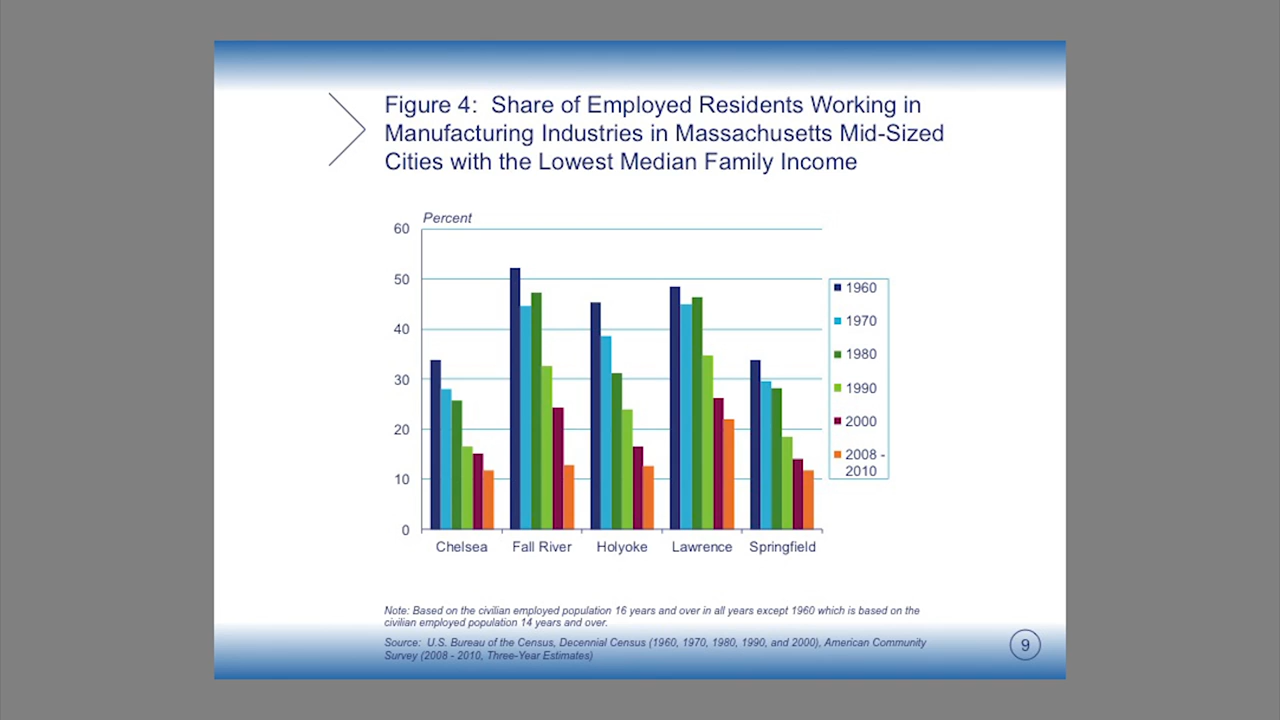 Figure 4: Share of Employed Residents Working in
Manufacturing Industries in Massachusetts Mid-Sized
Cities with the Lowest Median Family Income
Percent
60
50
40
30
20
10
0
Chelsea Fall River Holyoke Lawrence Springfield
1960
1970
1980
1990
2000
2008 -
2010
Note: Based on the civilian employed population 16 years and over in all years except 1960 which is based on the
civilian employed population 14 years and over.
Source: U.S. Bureau of the Census, Decennial Census (1960, 1970, 1980, 1990, and 2000), American Community
Survey (2008 - 2010, Three-Year Estimates)
9